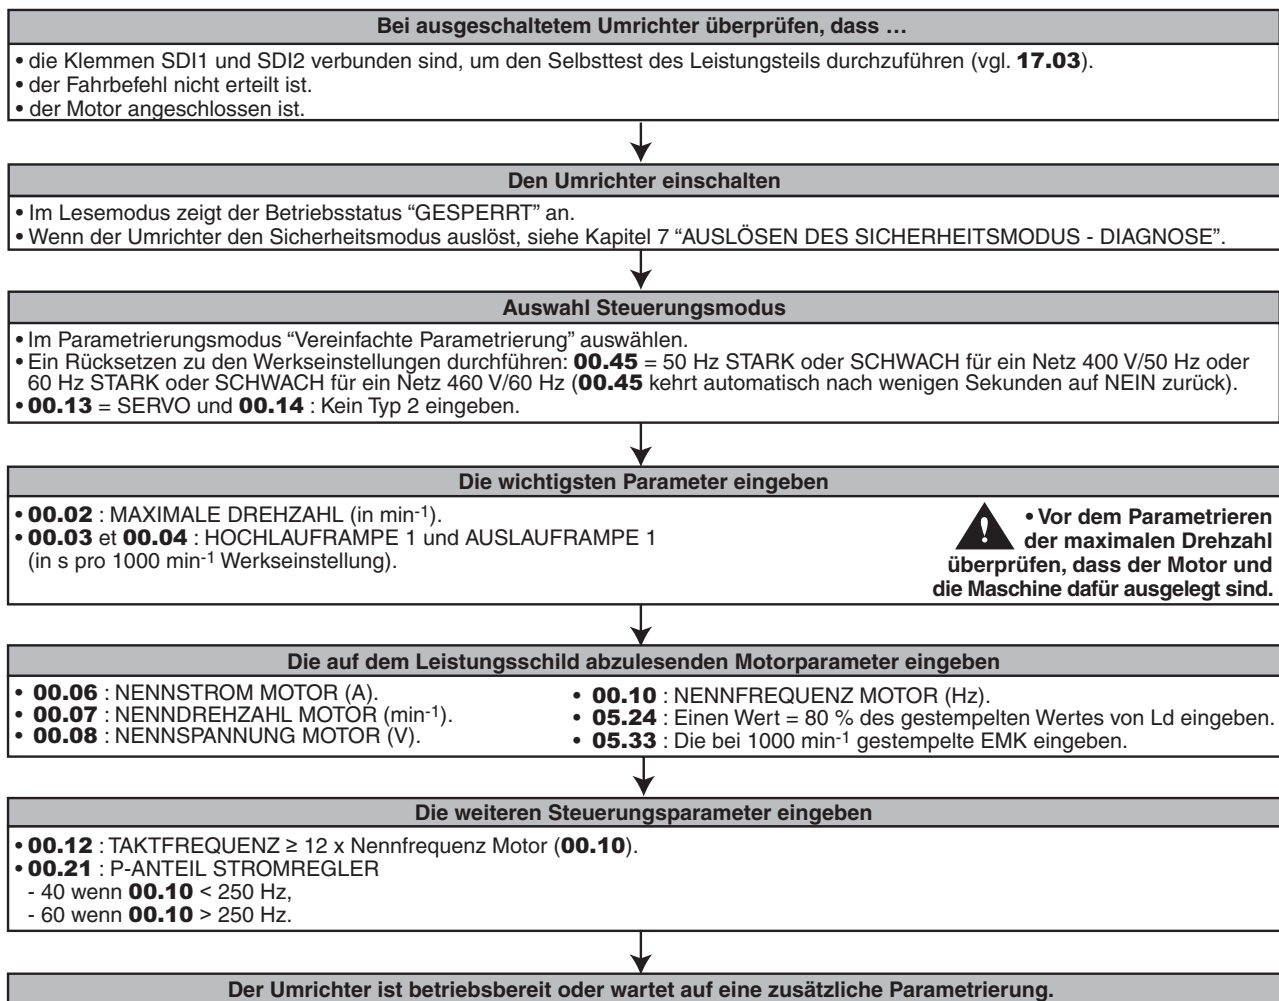 Bei ausgeschaltetem Umrichter überprüfen, dass …
• die Klemmen SDI1 und SDI2 verbunden sind, um den Selbsttest des Leistungsteils durchzuführen (vgl. 17.03).
• der Fahrbefehl nicht erteilt ist.
• der Motor angeschlossen ist.
Den Umrichter einschalten
• Im Lesemodus zeigt der Betriebsstatus “GESPERRT” an.
• Wenn der Umrichter den Sicherheitsmodus auslöst, siehe Kapitel 7 “AUSLÖSEN DES SICHERHEITSMODUS - DIAGNOSE”.
Auswahl Steuerungsmodus
• Im Parametrierungsmodus “Vereinfachte Parametrierung” auswählen.
• Ein Rücksetzen zu den Werkseinstellungen durchführen: 00.45 = 50 Hz STARK oder SCHWACH für ein Netz 400 V/50 Hz oder
60 Hz STARK oder SCHWACH für ein Netz 460 V/60 Hz (00.45 kehrt automatisch nach wenigen Sekunden auf NEIN zurück).
• 00.13 = SERVO und 00.14 : Kein Typ 2 eingeben.
Die wichtigsten Parameter eingeben
• 00.02 : MAXIMALE DREHZAHL (in min-1).
• 00.03 et 00.04 : HOCHLAUFRAMPE 1 und AUSLAUFRAMPE 1
(in s pro 1000 min-1 Werkseinstellung).
• Vor dem Parametrieren
der maximalen Drehzahl
überprüfen, dass der Motor und
die Maschine dafür ausgelegt sind.
Die auf dem Leistungsschild abzulesenden Motorparameter eingeben
• 00.06 : NENNSTROM MOTOR (A).
• 00.07 : NENNDREHZAHL MOTOR (min-1).
• 00.08 : NENNSPANNUNG MOTOR (V).
• 00.10 : NENNFREQUENZ MOTOR (Hz).
• 05.24 : Einen Wert = 80 % des gestempelten Wertes von Ld eingeben.
• 05.33 : Die bei 1000 min-1 gestempelte EMK eingeben.
Die weiteren Steuerungsparameter eingeben
• 00.12 : TAKTFREQUENZ ≥ 12 x Nennfrequenz Motor (00.10).
• 00.21 : P-ANTEIL STROMREGLER
- 40 wenn 00.10 < 250 Hz,
- 60 wenn 00.10 > 250 Hz.
Der Umrichter ist betriebsbereit oder wartet auf eine zusätzliche Parametrierung.